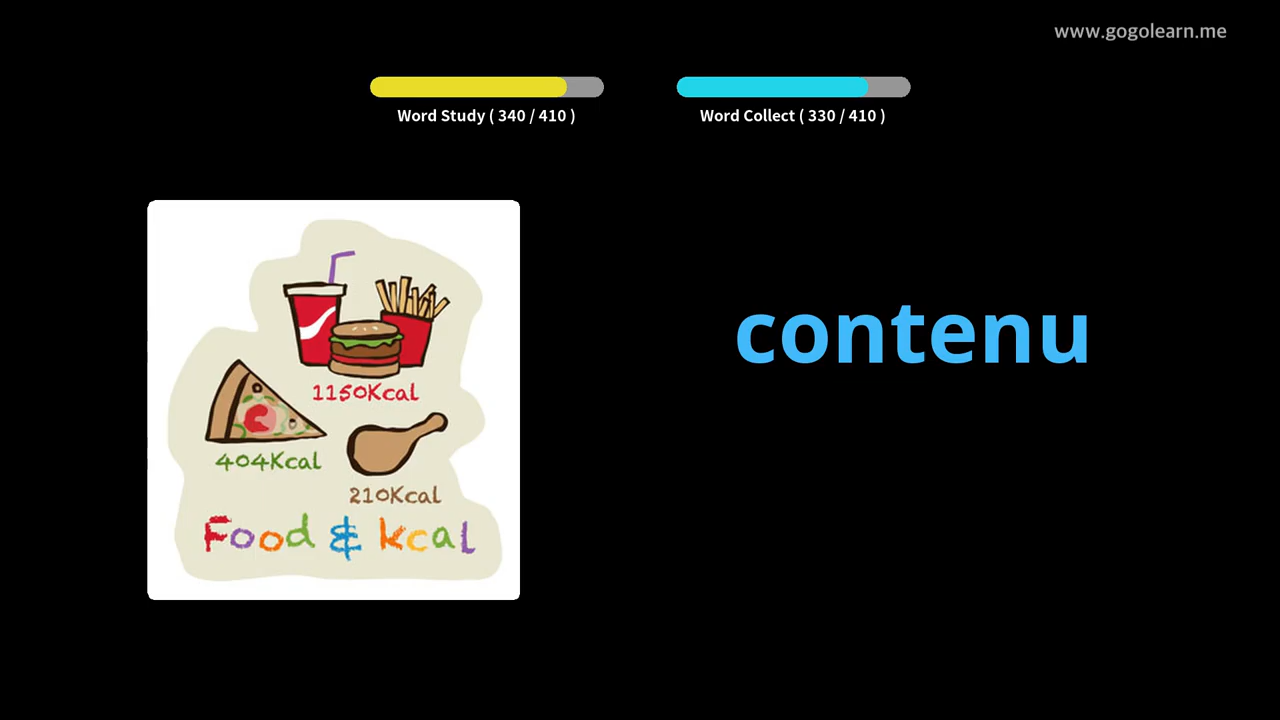 www.gogolearn.me
Word Study ( 340 / 410 )
Word Collect ( 330 / 410 )
1150Kcal
404Kcal
210Kcal
Food & kcal
contenu